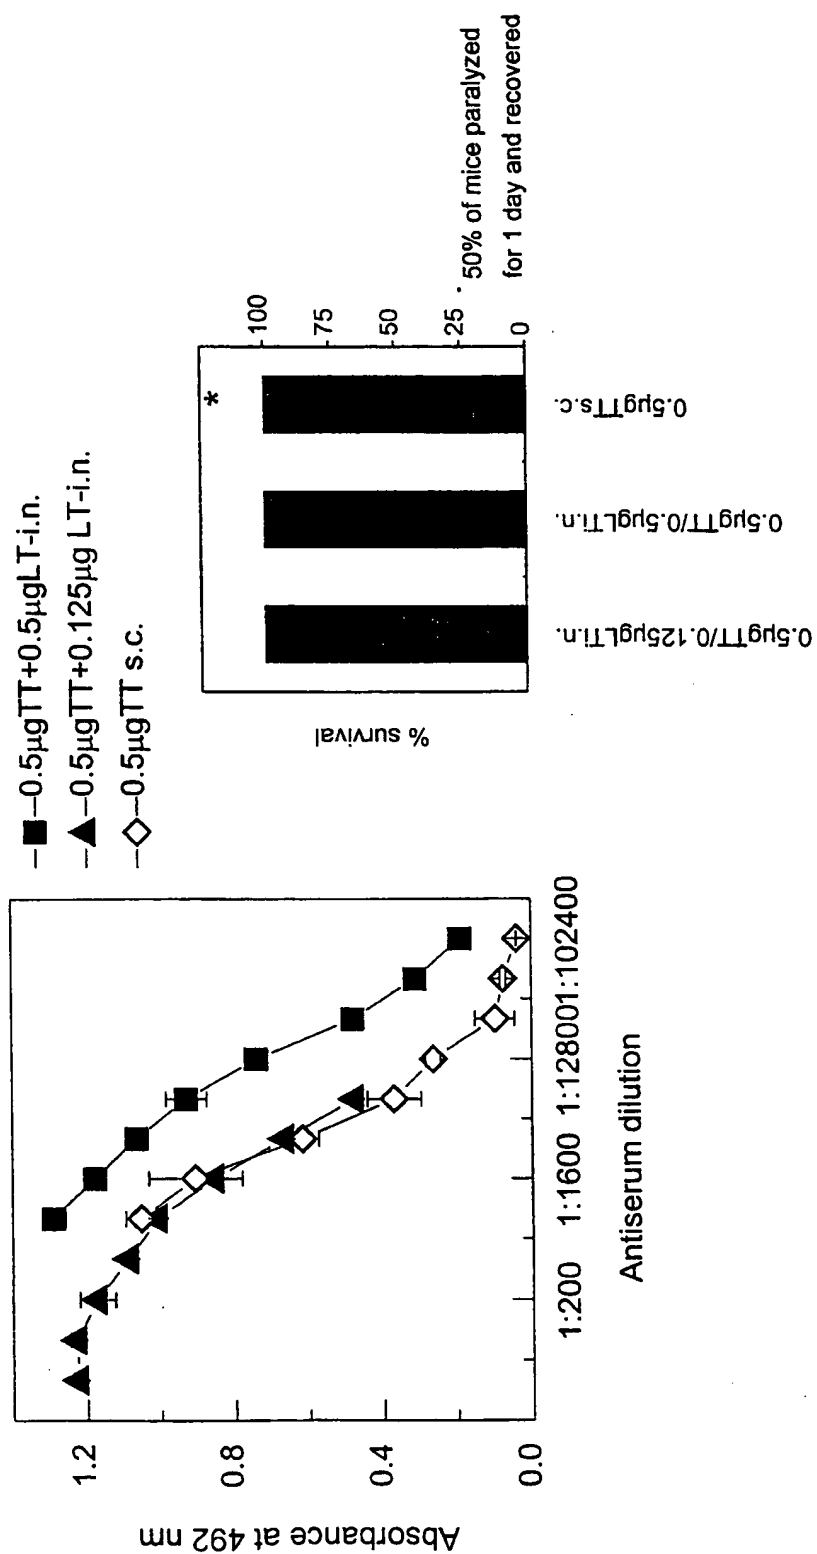 0.5µgTT+0.5µgLT-i.n.
0.5µgTT+0.125µg LT-i.n.
0.5µgTT s.c.
Absorbance at 492 nm
1.2
0.8
0.4
0.0
1:200
1:1600
1:12800
1:102400
Antiserum dilution
% survival
*
100
75
50
25
0
0.5µgTT/0.125µgLTi.n.
0.5µgTT/0.5µgLTi.n.
0.5µgTTs.c.
50% of mice paralyzed
for 1 day and recovered